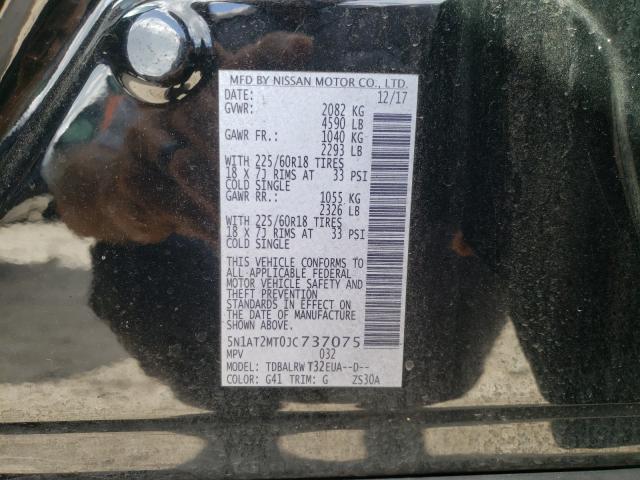 MFD BY NISSAN MOTOR CO., LTD.
DATE: 12/17
GVWR: 2082 KG
4590 LB
GAWR FR.: 1040 KG
2293 LB
WITH 225/60R18 TIRES
18 X 7J RIMS AT 33 PSI
COLD SINGLE
GAWR RR.: 1055 KG
2326 LB
WITH 225/60R18 TIRES
18 X 7J RIMS AT 33 PSI
COLD SINGLE
THIS VEHICLE CONFORMS TO
ALL APPLICABLE FEDERAL
MOTOR VEHICLE SAFETY AND
THEFT PREVENTION
STANDARDS IN EFFECT ON
THE DATE OF MANUFACTURE
SHOWN ABOVE.
5N1AT2MT0JC737075
MPV 032
MODEL: TDBALRW T32EUA--D--
COLOR: G41 TRIM: G ZS30A